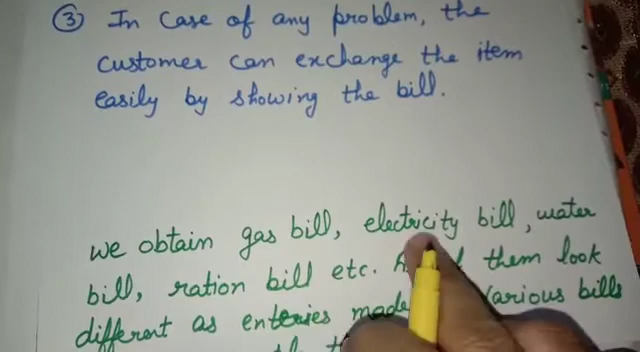 ③ In case of any problem, the
customer can exchange the item
easily by showing the bill.
we obtain gas bill, electricity bill, water
bill, ration bill etc. them look
different as enteries made various bills